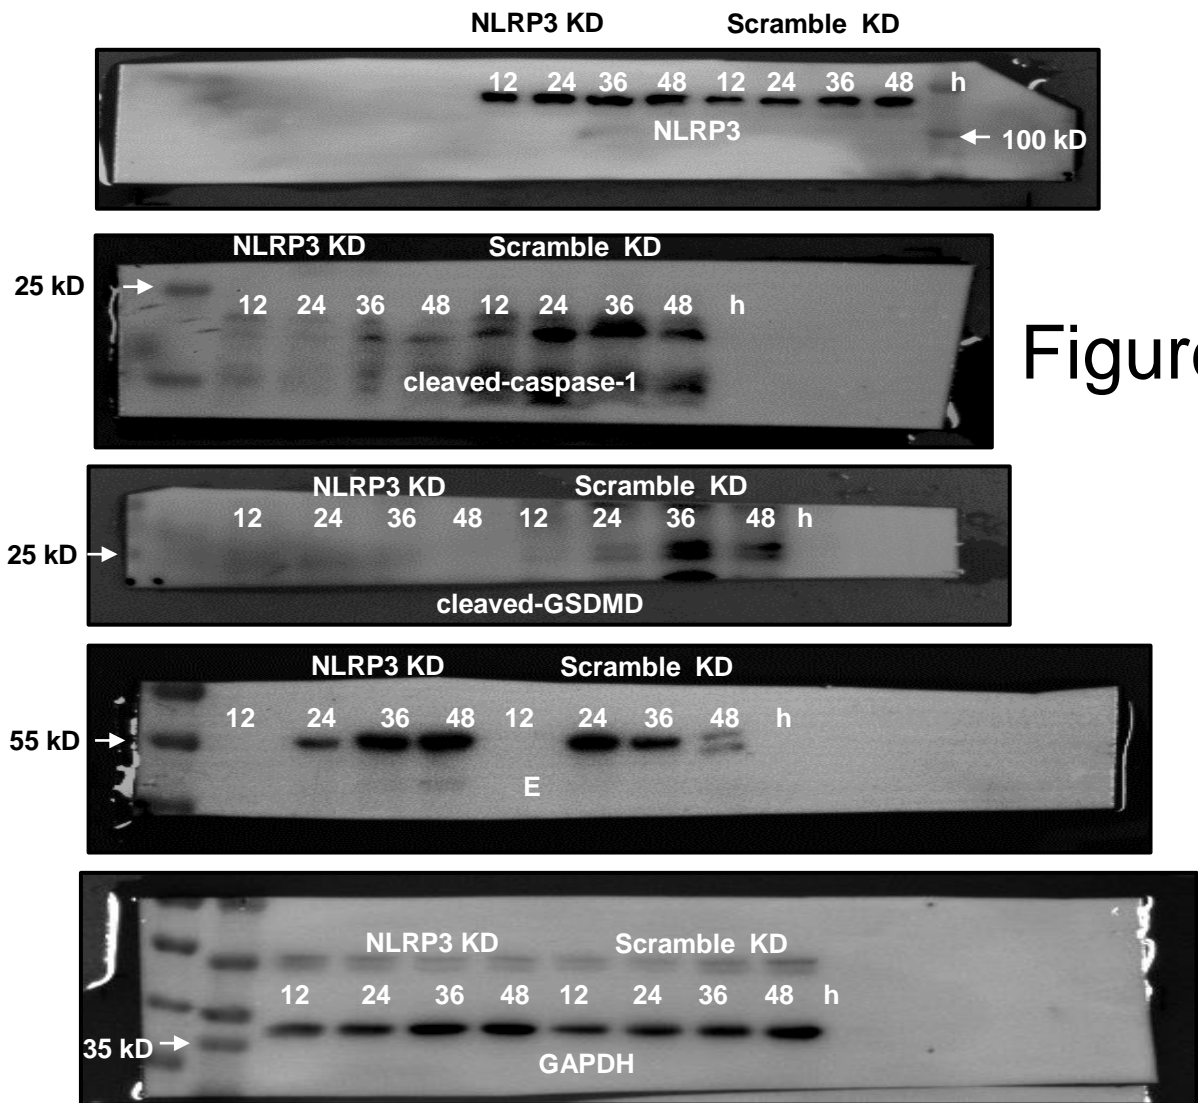 NLRP3 KD Scramble KD
12 24 36 48 12 24 36 48 h
NLRP3
100 kD
NLRP3 KD Scramble KD
25 kD
12 24 36 48 12 24 36 48 h
cleaved-caspase-1
Figure
NLRP3 KD Scramble KD
12 24 36 48 12 24 36 48 h
25 kD
cleaved-GSDMD
NLRP3 KD Scramble KD
12 24 36 48 12 24 36 48 h
55 kD
E
NLRP3 KD Scramble KD
12 24 36 48 12 24 36 48 h
35 kD
GAPDH